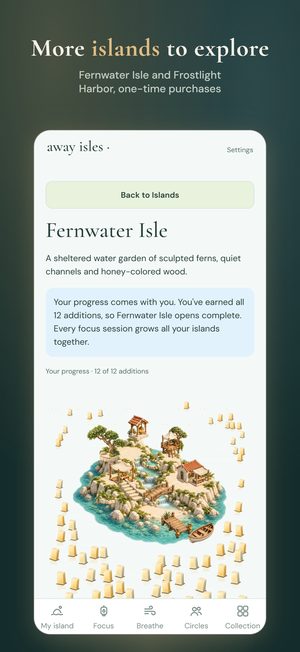 More islands to explore
Fernwater Isle and Frostlight
Harbor, one-time purchases
away isles ·
Settings
Back to Islands
Fernwater Isle
A sheltered water garden of sculpted ferns, quiet
channels and honey-colored wood.
Your progress comes with you. You've earned all
12 additions, so Fernwater Isle opens complete.
Every focus session grows all your islands
together.
Your progress · 12 of 12 additions
My island
Focus
Breathe
Circles
Collection